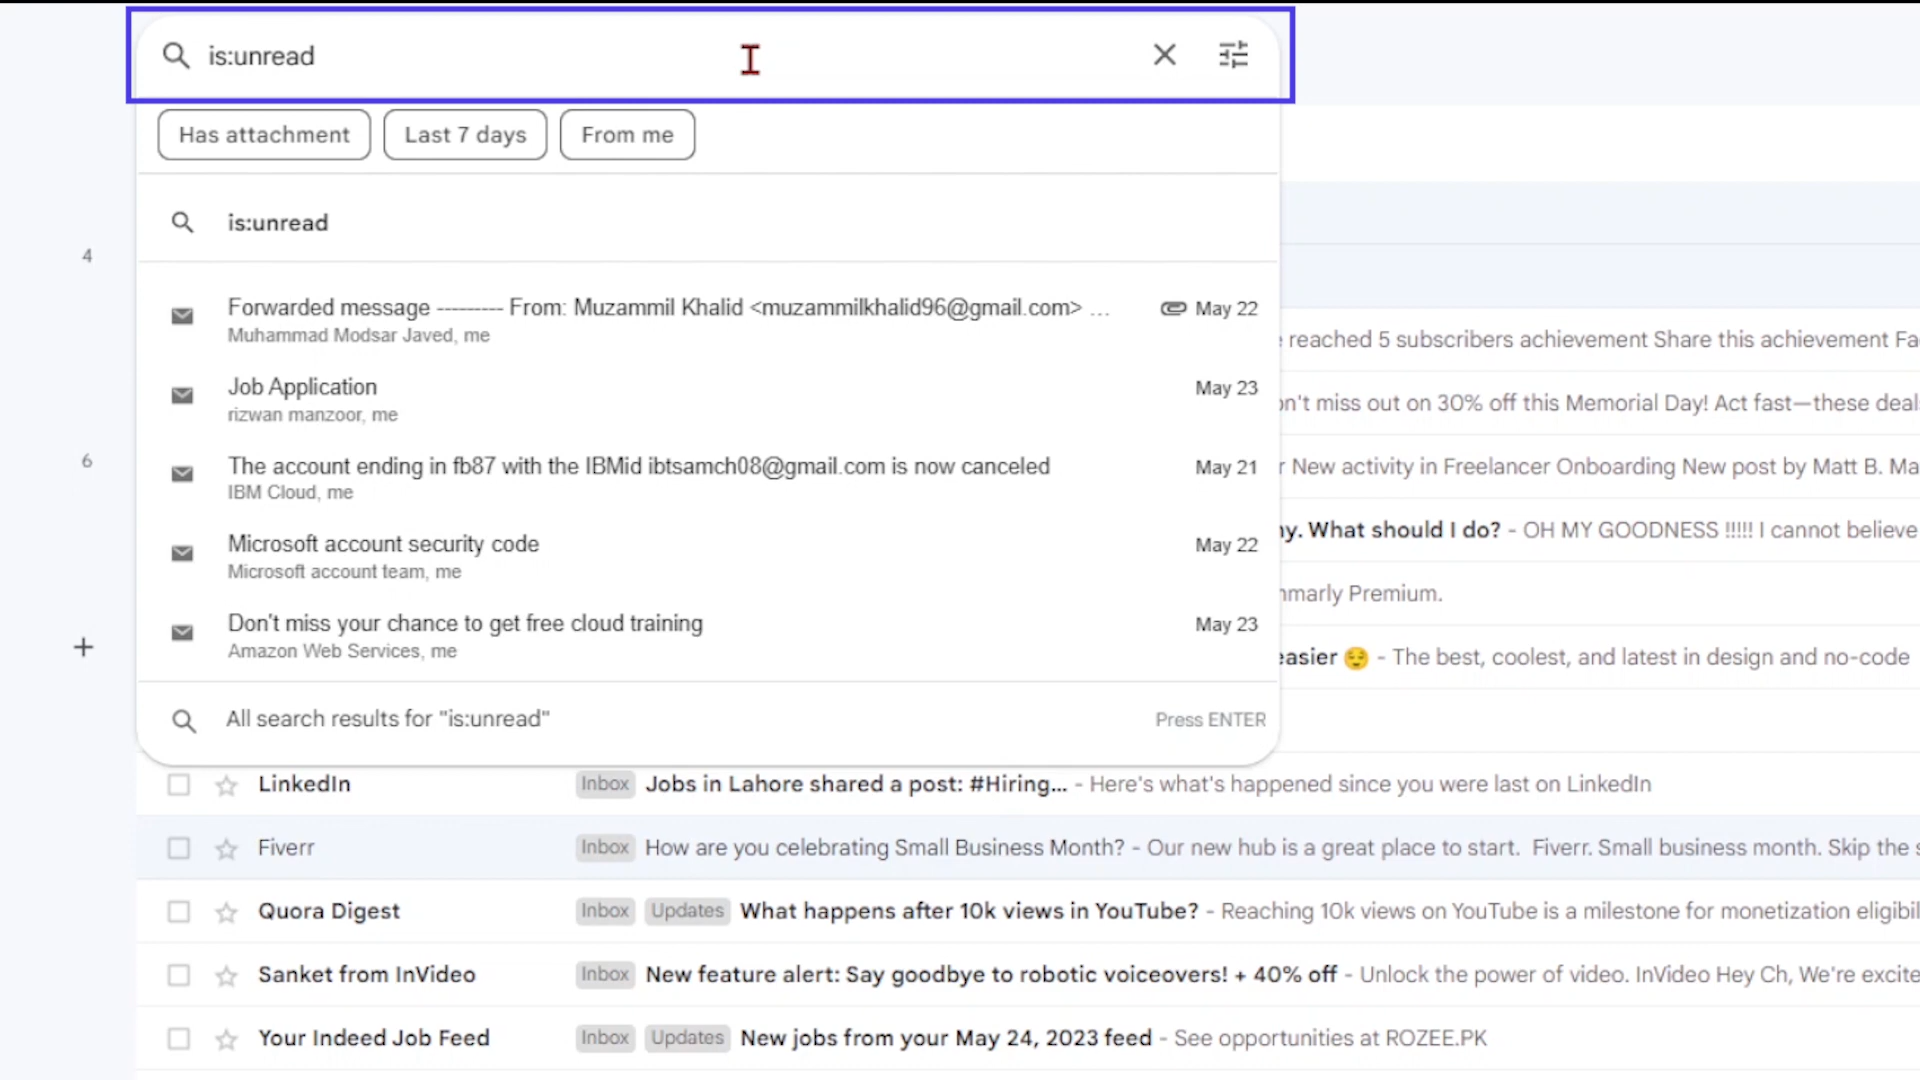 is:unread
Has attachment Last 7 days From me
is:unread
4
Forwarded message --------- From: Muzammil Khalid <muzammilkhalid96@gmail.com> ... May 22
Muhammad Modsar Javed, me
reached 5 subscribers achievement Share this achievement
Job Application May 23
rizwan manzoor, me
n't miss out on 30% off this Memorial Day! Act fast—these
6
The account ending in fb87 with the IBMid ibtsamch08@gmail.com is now canceled May 21
IBM Cloud, me
New activity in Freelancer Onboarding New post by Matt B.
Microsoft account security code May 22
Microsoft account team, me
What should I do? - OH MY GOODNESS !!!!! I cannot believe
Don't miss your chance to get free cloud training May 23
Amazon Web Services, me
Premium.
easier 😌 - The best, coolest, and latest in design and no-code
All search results for "is:unread" Press ENTER
LinkedIn Inbox Jobs in Lahore shared a post: #Hiring... - Here's what's happened since you were last on LinkedIn
Fiverr Inbox How are you celebrating Small Business Month? - Our new hub is a great place to start. Fiverr. Small business month. Skip the
Quora Digest Inbox Updates What happens after 10k views in YouTube? - Reaching 10k views on YouTube is a milestone for monetization
Sanket from InVideo Inbox New feature alert: Say goodbye to robotic voiceovers! + 40% off - Unlock the power of video. InVideo Hey Ch, We're
Your Indeed Job Feed Inbox Updates New jobs from your May 24, 2023 feed - See opportunities at ROZEE.PK